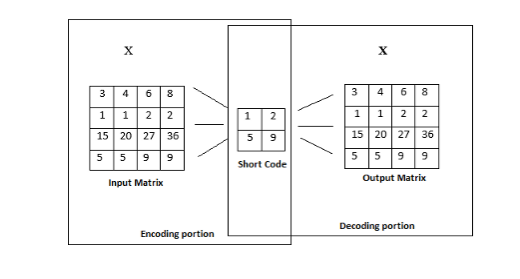 X
3 4 6 8
1 1 2 2
15 20 27 36
5 5 9 9
Input Matrix
Encoding portion
1 2
5 9
Short Code
X
3 4 6 8
1 1 2 2
15 20 27 36
5 5 9 9
Output Matrix
Decoding portion